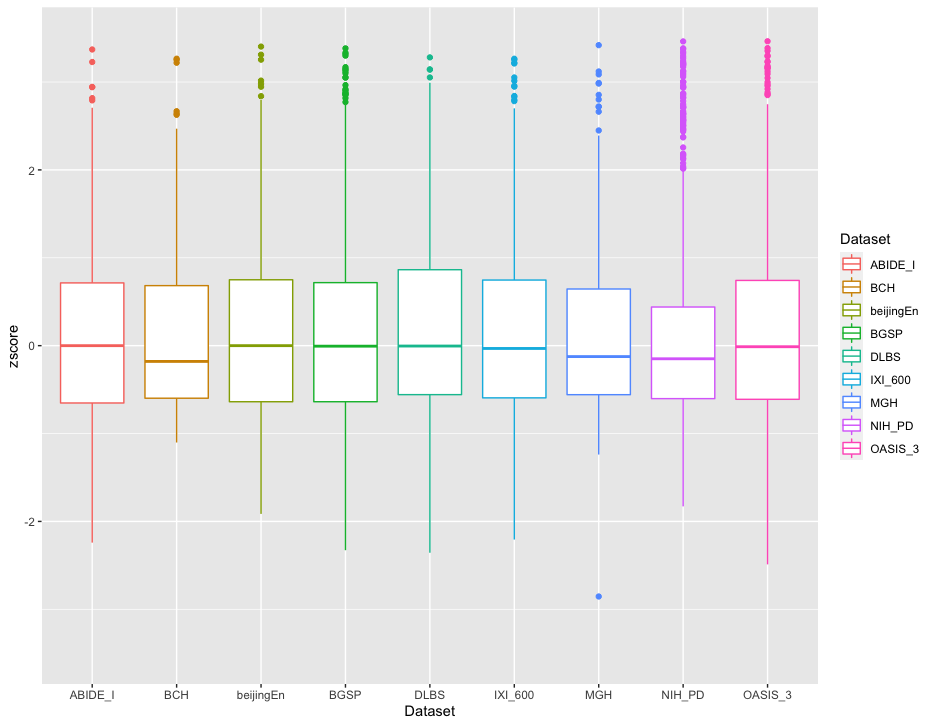 zscore
2
0
-2
ABIDE_I BCH beijingEn BGSP DLBS IXI_600 MGH NIH_PD OASIS_3
Dataset
Dataset
ABIDE_I
BCH
beijingEn
BGSP
DLBS
IXI_600
MGH
NIH_PD
OASIS_3